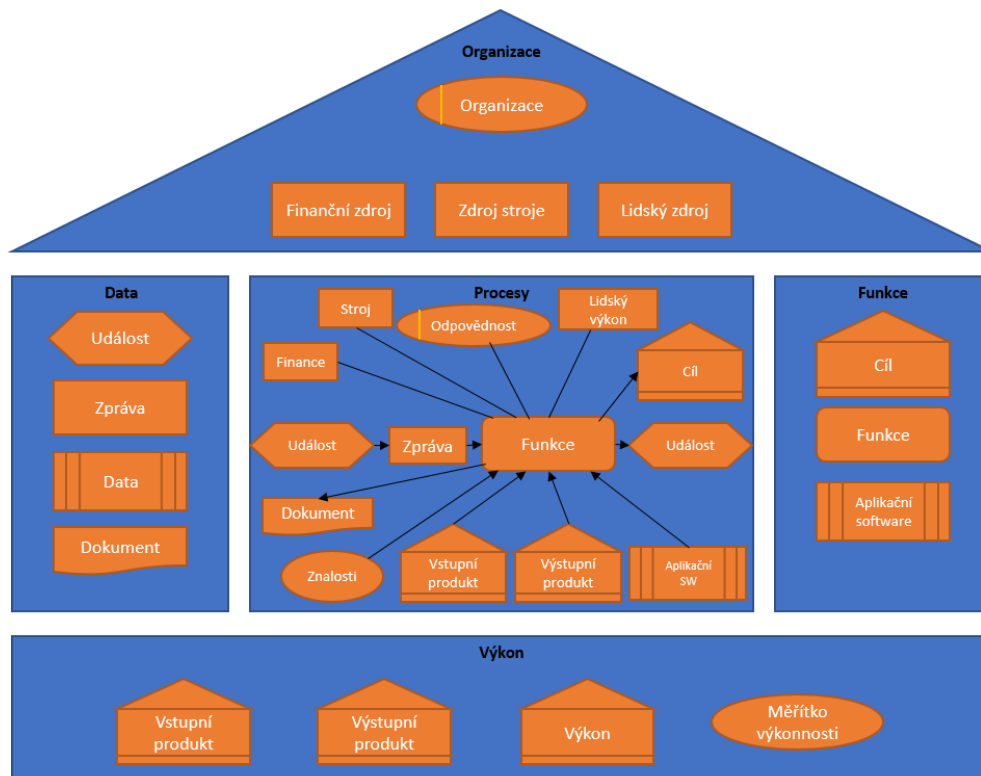 Organizace
Organizace
Finanční zdroj
Zdroj stroje
Lidský zdroj
Data
Událost
Zpráva
Data
Dokument
Procesy
Stroj
Odpovědnost
Lidský
výkon
Finance
Cíl
Událost
Zpráva
Funkce
Událost
Dokument
Znalosti
Vstupní
produkt
Výstupní
produkt
Aplikační
SW
Funkce
Cíl
Funkce
Aplikační
software
Výkon
Vstupní
produkt
Výstupní
produkt
Výkon
Měřítko
výkonnosti